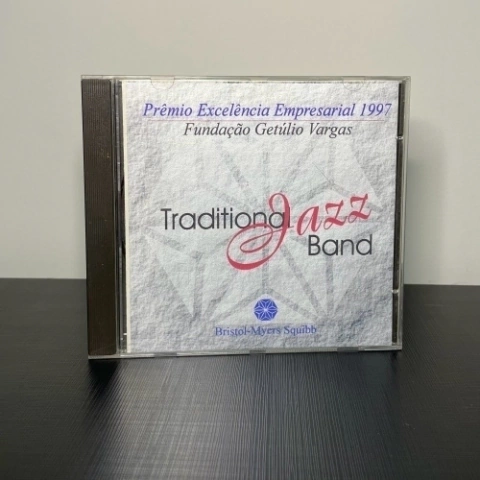 Prêmio Excelência Empresarial 1997
Fundação Getúlio Vargas
Traditional Jazz
Band
Bristol-Myers Squibb